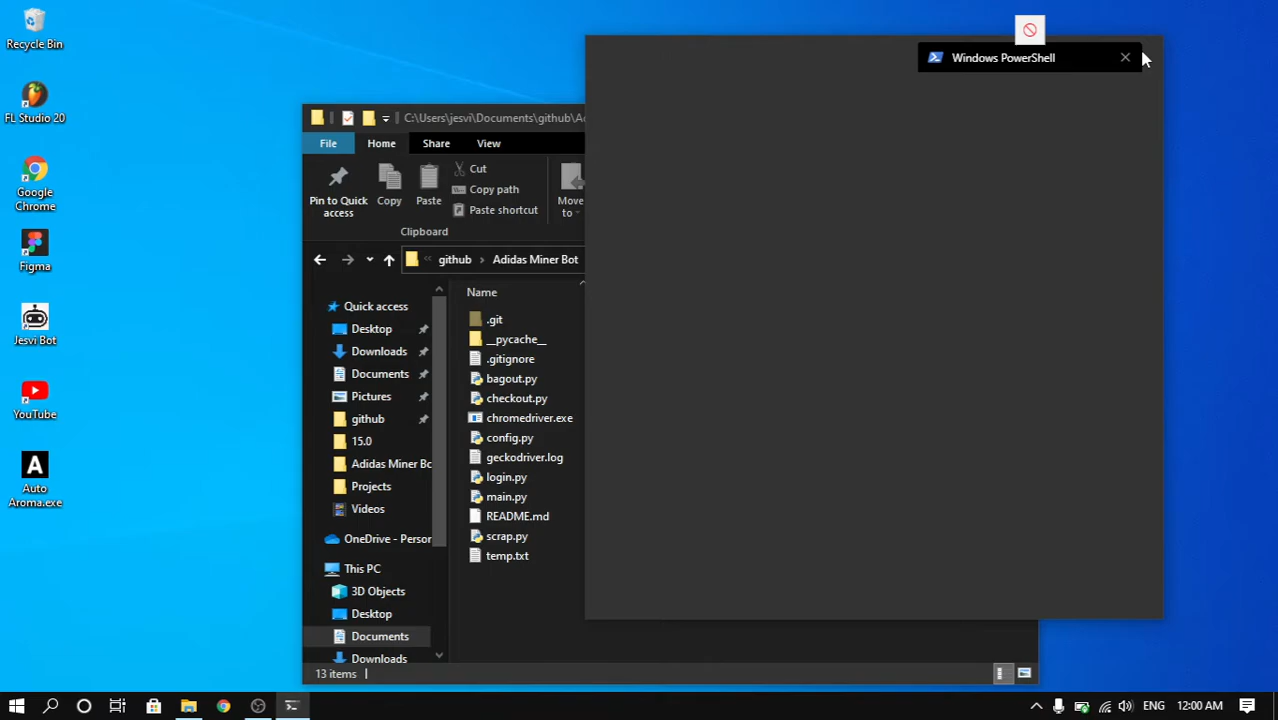 Recycle Bin
FL Studio 20
Google
Chrome
Figma
Jesvi Bot
YouTube
Auto
Aroma.exe
Windows PowerShell
C:\Users\jesvi\Documents\github\A
File
Home
Share
View
Pin to Quick
access
Copy
Paste
Cut
Copy path
Paste shortcut
Move
to
Clipboard
github
Adidas Miner Bot
Name
.git
__pycache__
.gitignore
bagout.py
checkout.py
chromedriver.exe
config.py
geckodriver.log
login.py
main.py
README.md
scrap.py
temp.txt
Quick access
Desktop
Downloads
Documents
Pictures
github
15.0
Adidas Miner Bo
Projects
Videos
OneDrive - Person
This PC
3D Objects
Desktop
Documents
Downloads
13 items
ENG
12:00 AM